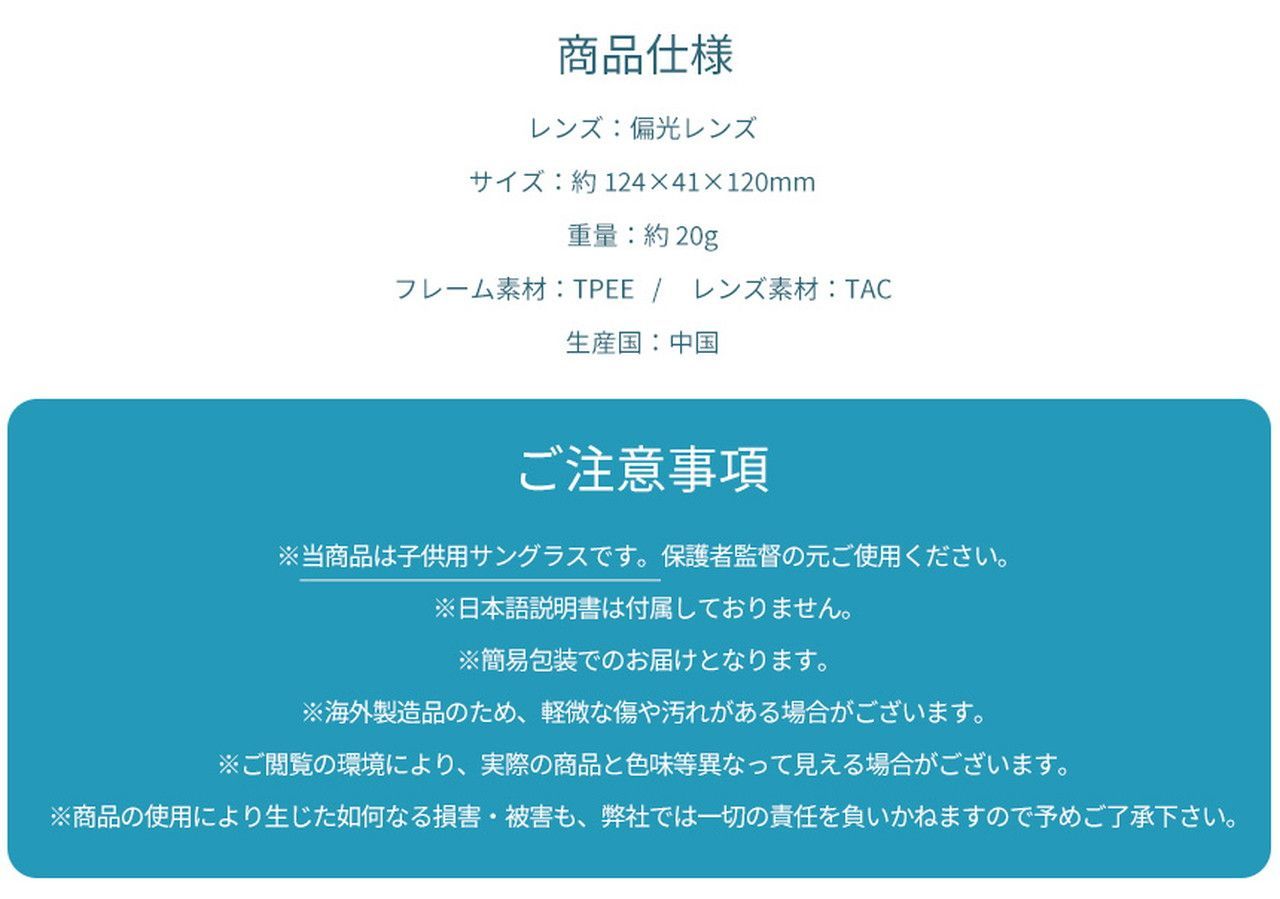 商品仕様
レンズ：偏光レンズ
サイズ：約 124×41×120mm
重量：約 20g
フレーム素材：TPEE / レンズ素材：TAC
生産国：中国
ご注意事項
※当商品は子供用サングラスです。保護者監督の元ご使用ください。
※日本語説明書は付属しておりません。
※簡易包装でのお届けとなります。
※海外製造品のため、軽微な傷や汚れがある場合がございます。
※ご閲覧の環境により、実際の商品と色味等異なって見える場合がございます。
※商品の使用により生じた如何なる損害・被害も、弊社では一切の責任を負いかねますので予めご了承下さい。